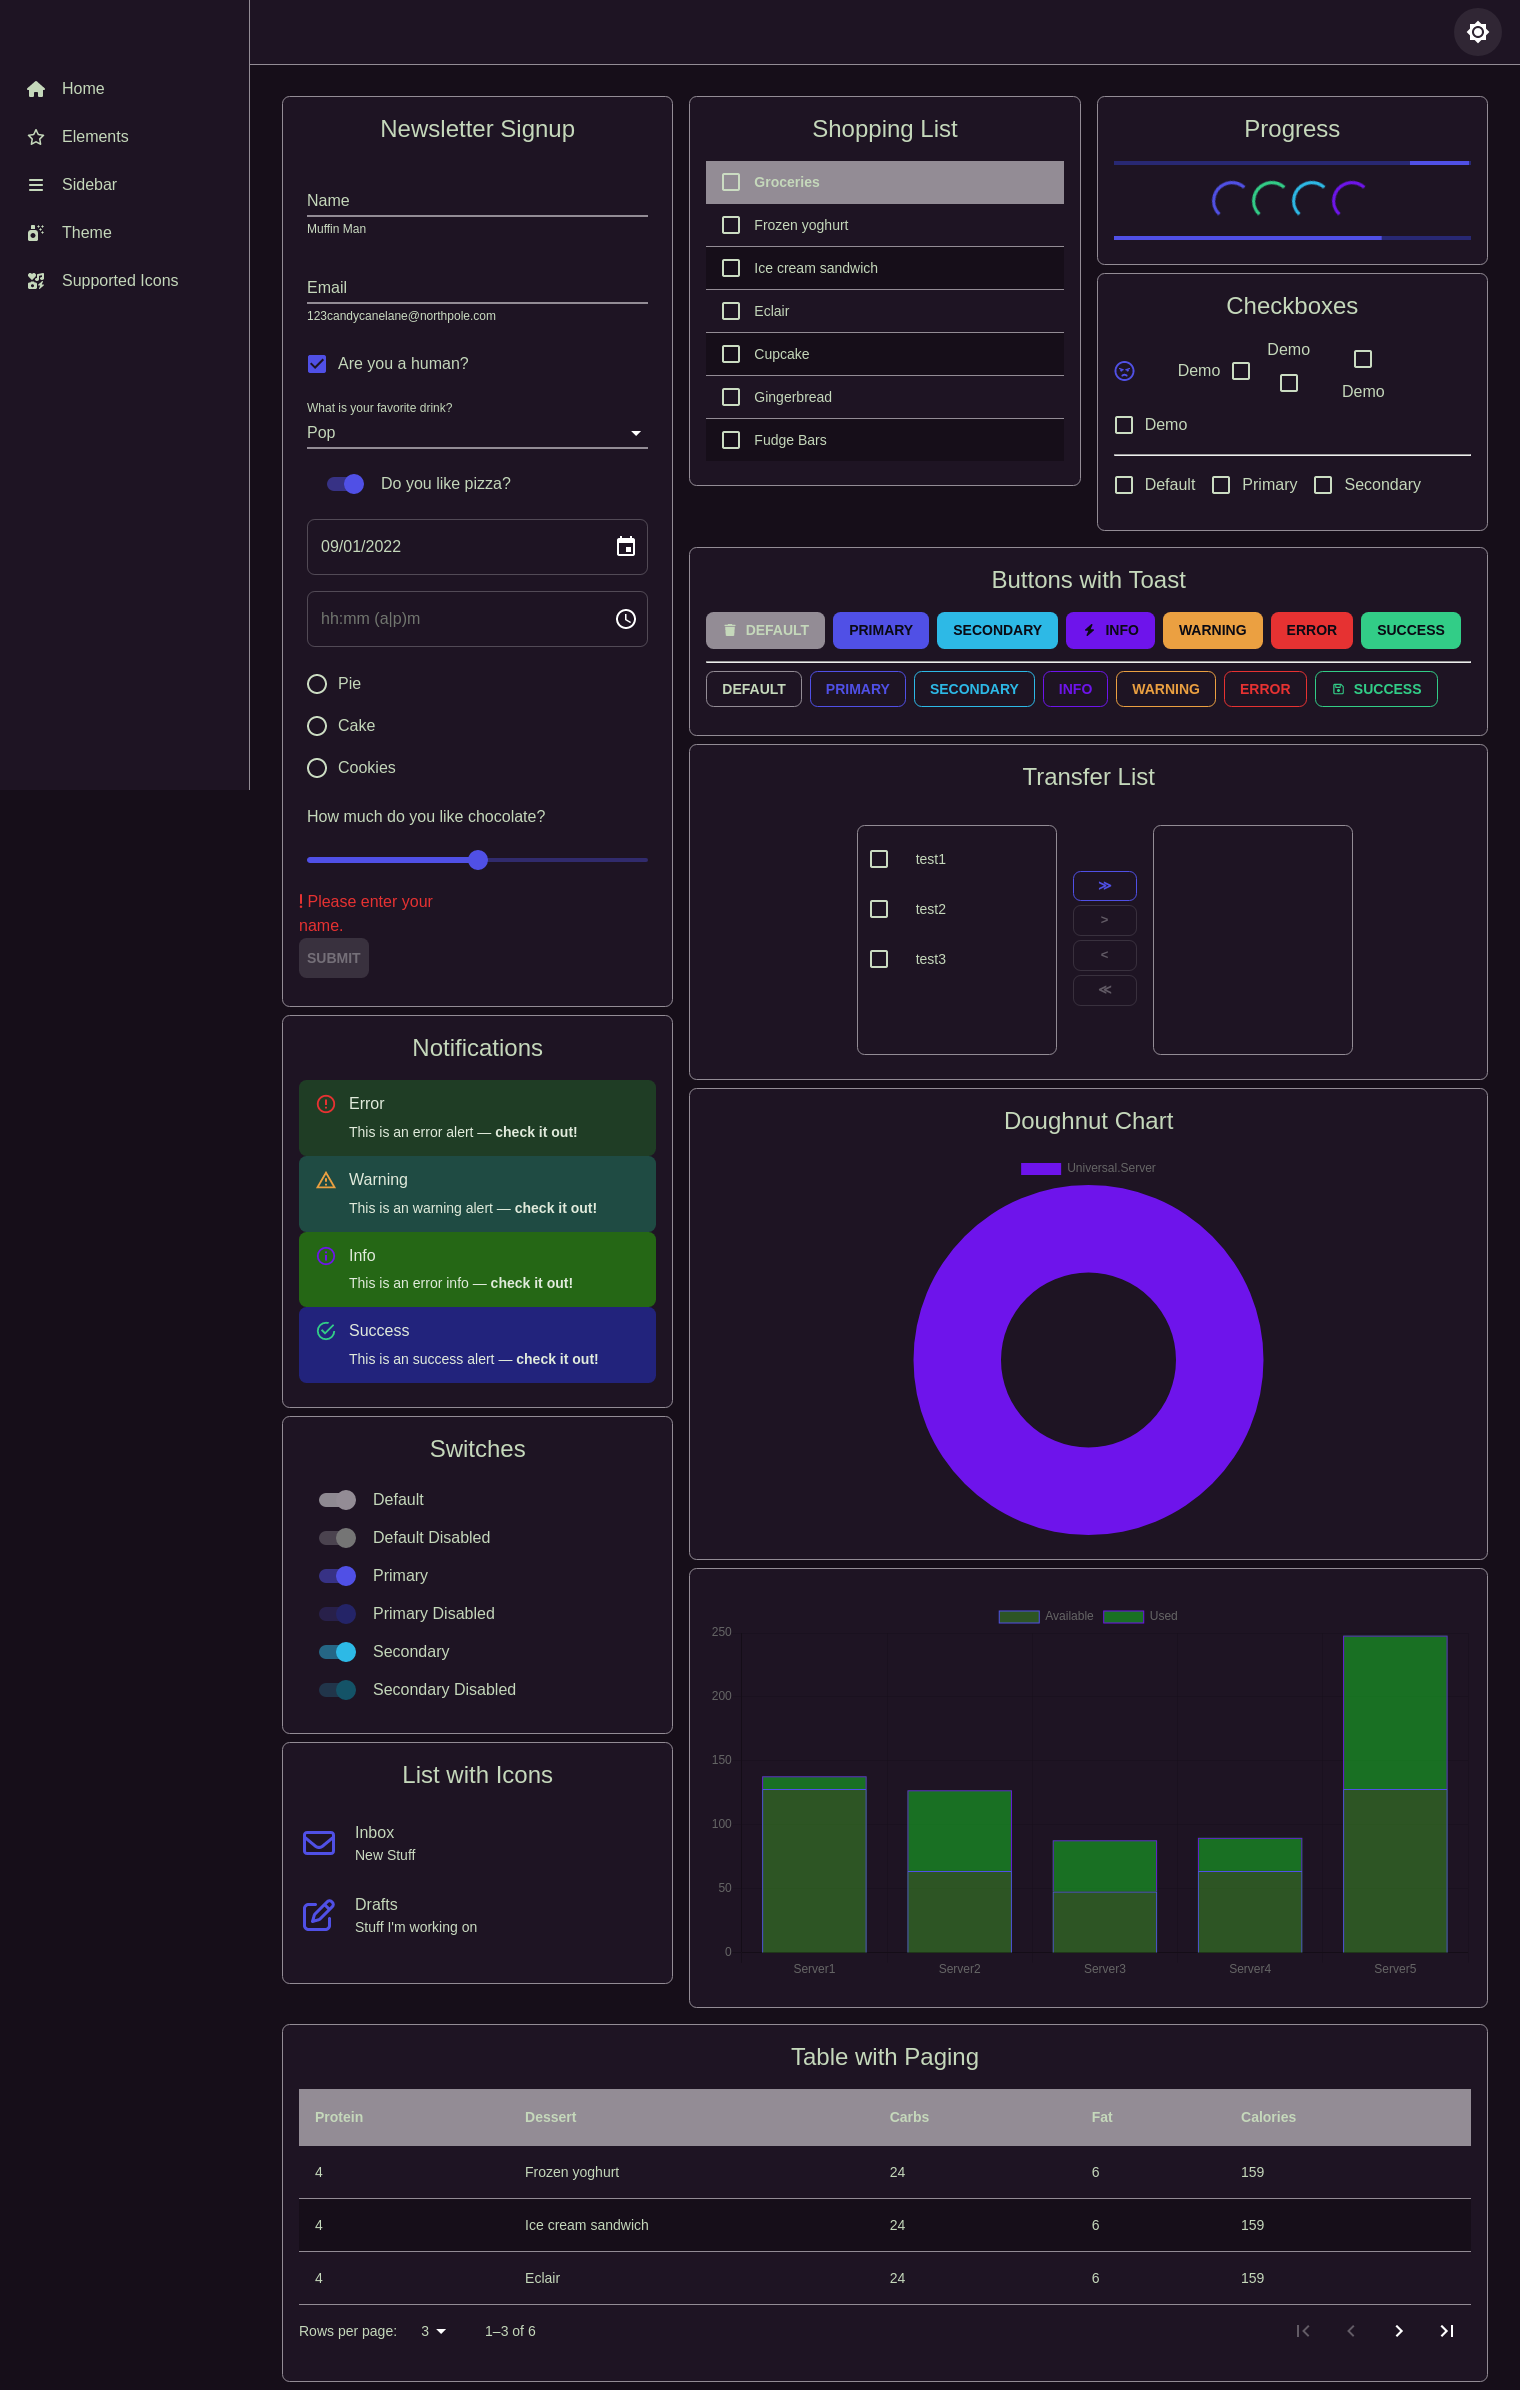 Home
Elements
Sidebar
Theme
Supported Icons
Newsletter Signup
Name
Muffin Man
Email
123candycanelane@northpole.com
Are you a human?
What is your favorite drink?
Pop
Do you like pizza?
09/01/2022
hh:mm (a|p)m
Pie
Cake
Cookies
How much do you like chocolate?
! Please enter your
name.
SUBMIT
Notifications
Error
This is an error alert — check it out!
Warning
This is an warning alert — check it out!
Info
This is an error info — check it out!
Success
This is an success alert — check it out!
Switches
Default
Default Disabled
Primary
Primary Disabled
Secondary
Secondary Disabled
List with Icons
Inbox
New Stuff
Drafts
Stuff I'm working on
Shopping List
Groceries
Frozen yoghurt
Ice cream sandwich
Eclair
Cupcake
Gingerbread
Fudge Bars
Progress
Checkboxes
Demo
Demo
Demo
Demo
Default Primary Secondary
Buttons with Toast
DEFAULT PRIMARY SECONDARY INFO WARNING ERROR SUCCESS
DEFAULT PRIMARY SECONDARY INFO WARNING ERROR SUCCESS
Transfer List
test1
test2
test3
≫
>
<
≪
Doughnut Chart
Universal.Server
Available Used
250
200
150
100
50
0
Server1 Server2 Server3 Server4 Server5
Table with Paging
Protein Dessert Carbs Fat Calories
4 Frozen yoghurt 24 6 159
4 Ice cream sandwich 24 6 159
4 Eclair 24 6 159
Rows per page: 3 1–3 of 6